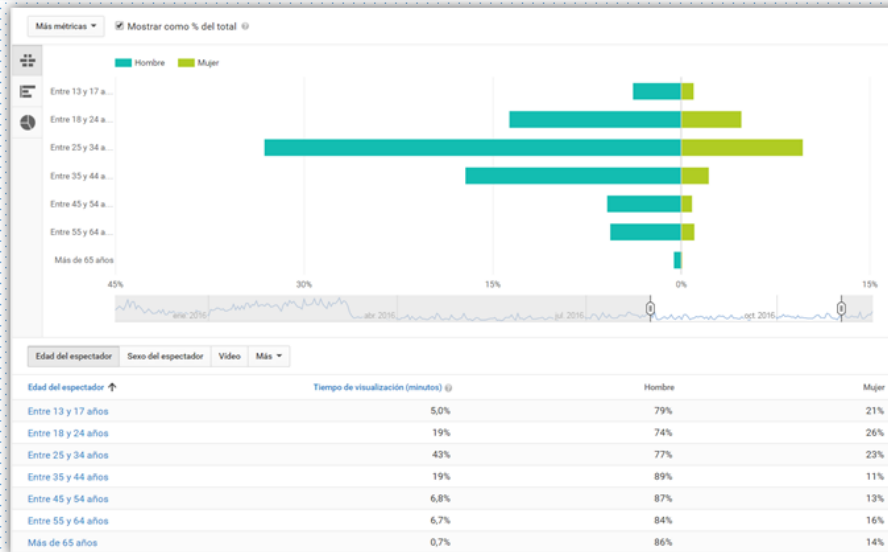 Más métricas
Mostrar como % del total
Hombre Mujer
Entre 13 y 17 a...
Entre 18 y 24 a...
Entre 25 y 34 a...
Entre 35 y 44 a...
Entre 45 y 54 a...
Entre 55 y 64 a...
Más de 65 años
45% 30% 15% 0% 15%
ene. 2016 abr. 2016 jul. 2016 oct. 2016
Edad del espectador Sexo del espectador Vídeo Más
Edad del espectador Tiempo de visualización (minutos) Hombre Mujer
Entre 13 y 17 años 5,0% 79% 21%
Entre 18 y 24 años 19% 74% 26%
Entre 25 y 34 años 43% 77% 23%
Entre 35 y 44 años 19% 89% 11%
Entre 45 y 54 años 6,8% 87% 13%
Entre 55 y 64 años 6,7% 84% 16%
Más de 65 años 0,7% 86% 14%